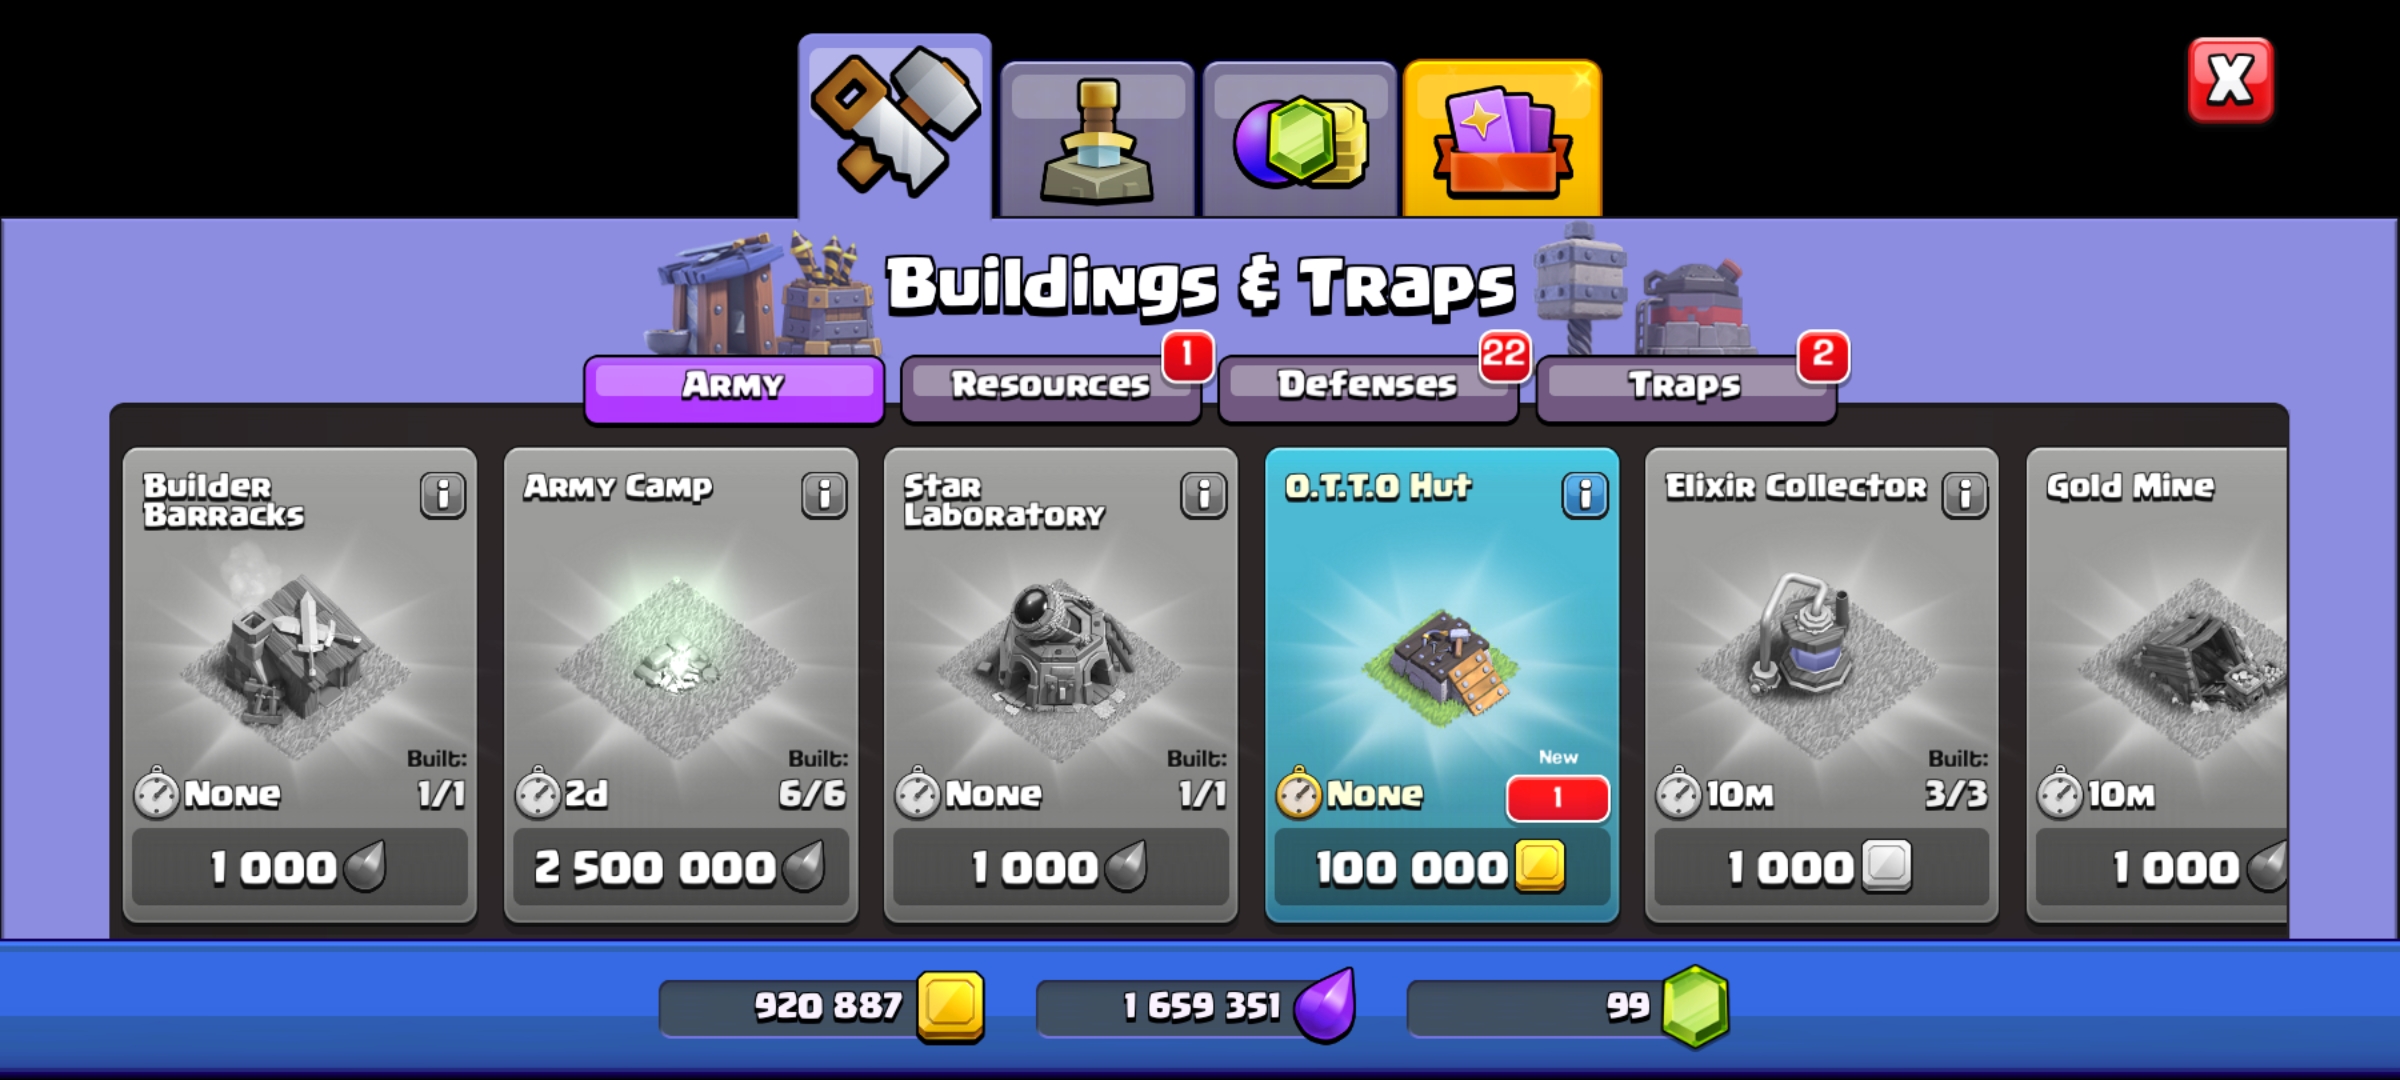 X
Buildings & Traps
Army
Resources
1
Defenses
22
Traps
2
Builder
Barracks
i
Built:
None
1/1
1 000
Army Camp
i
Built:
2d
6/6
2 500 000
Star
Laboratory
i
Built:
None
1/1
1 000
O.T.T.O Hut
i
New
None
1
100 000
Elixir Collector
i
Built:
10m
3/3
1 000
Gold Mine
10m
1 000
920 887
1 659 351
99